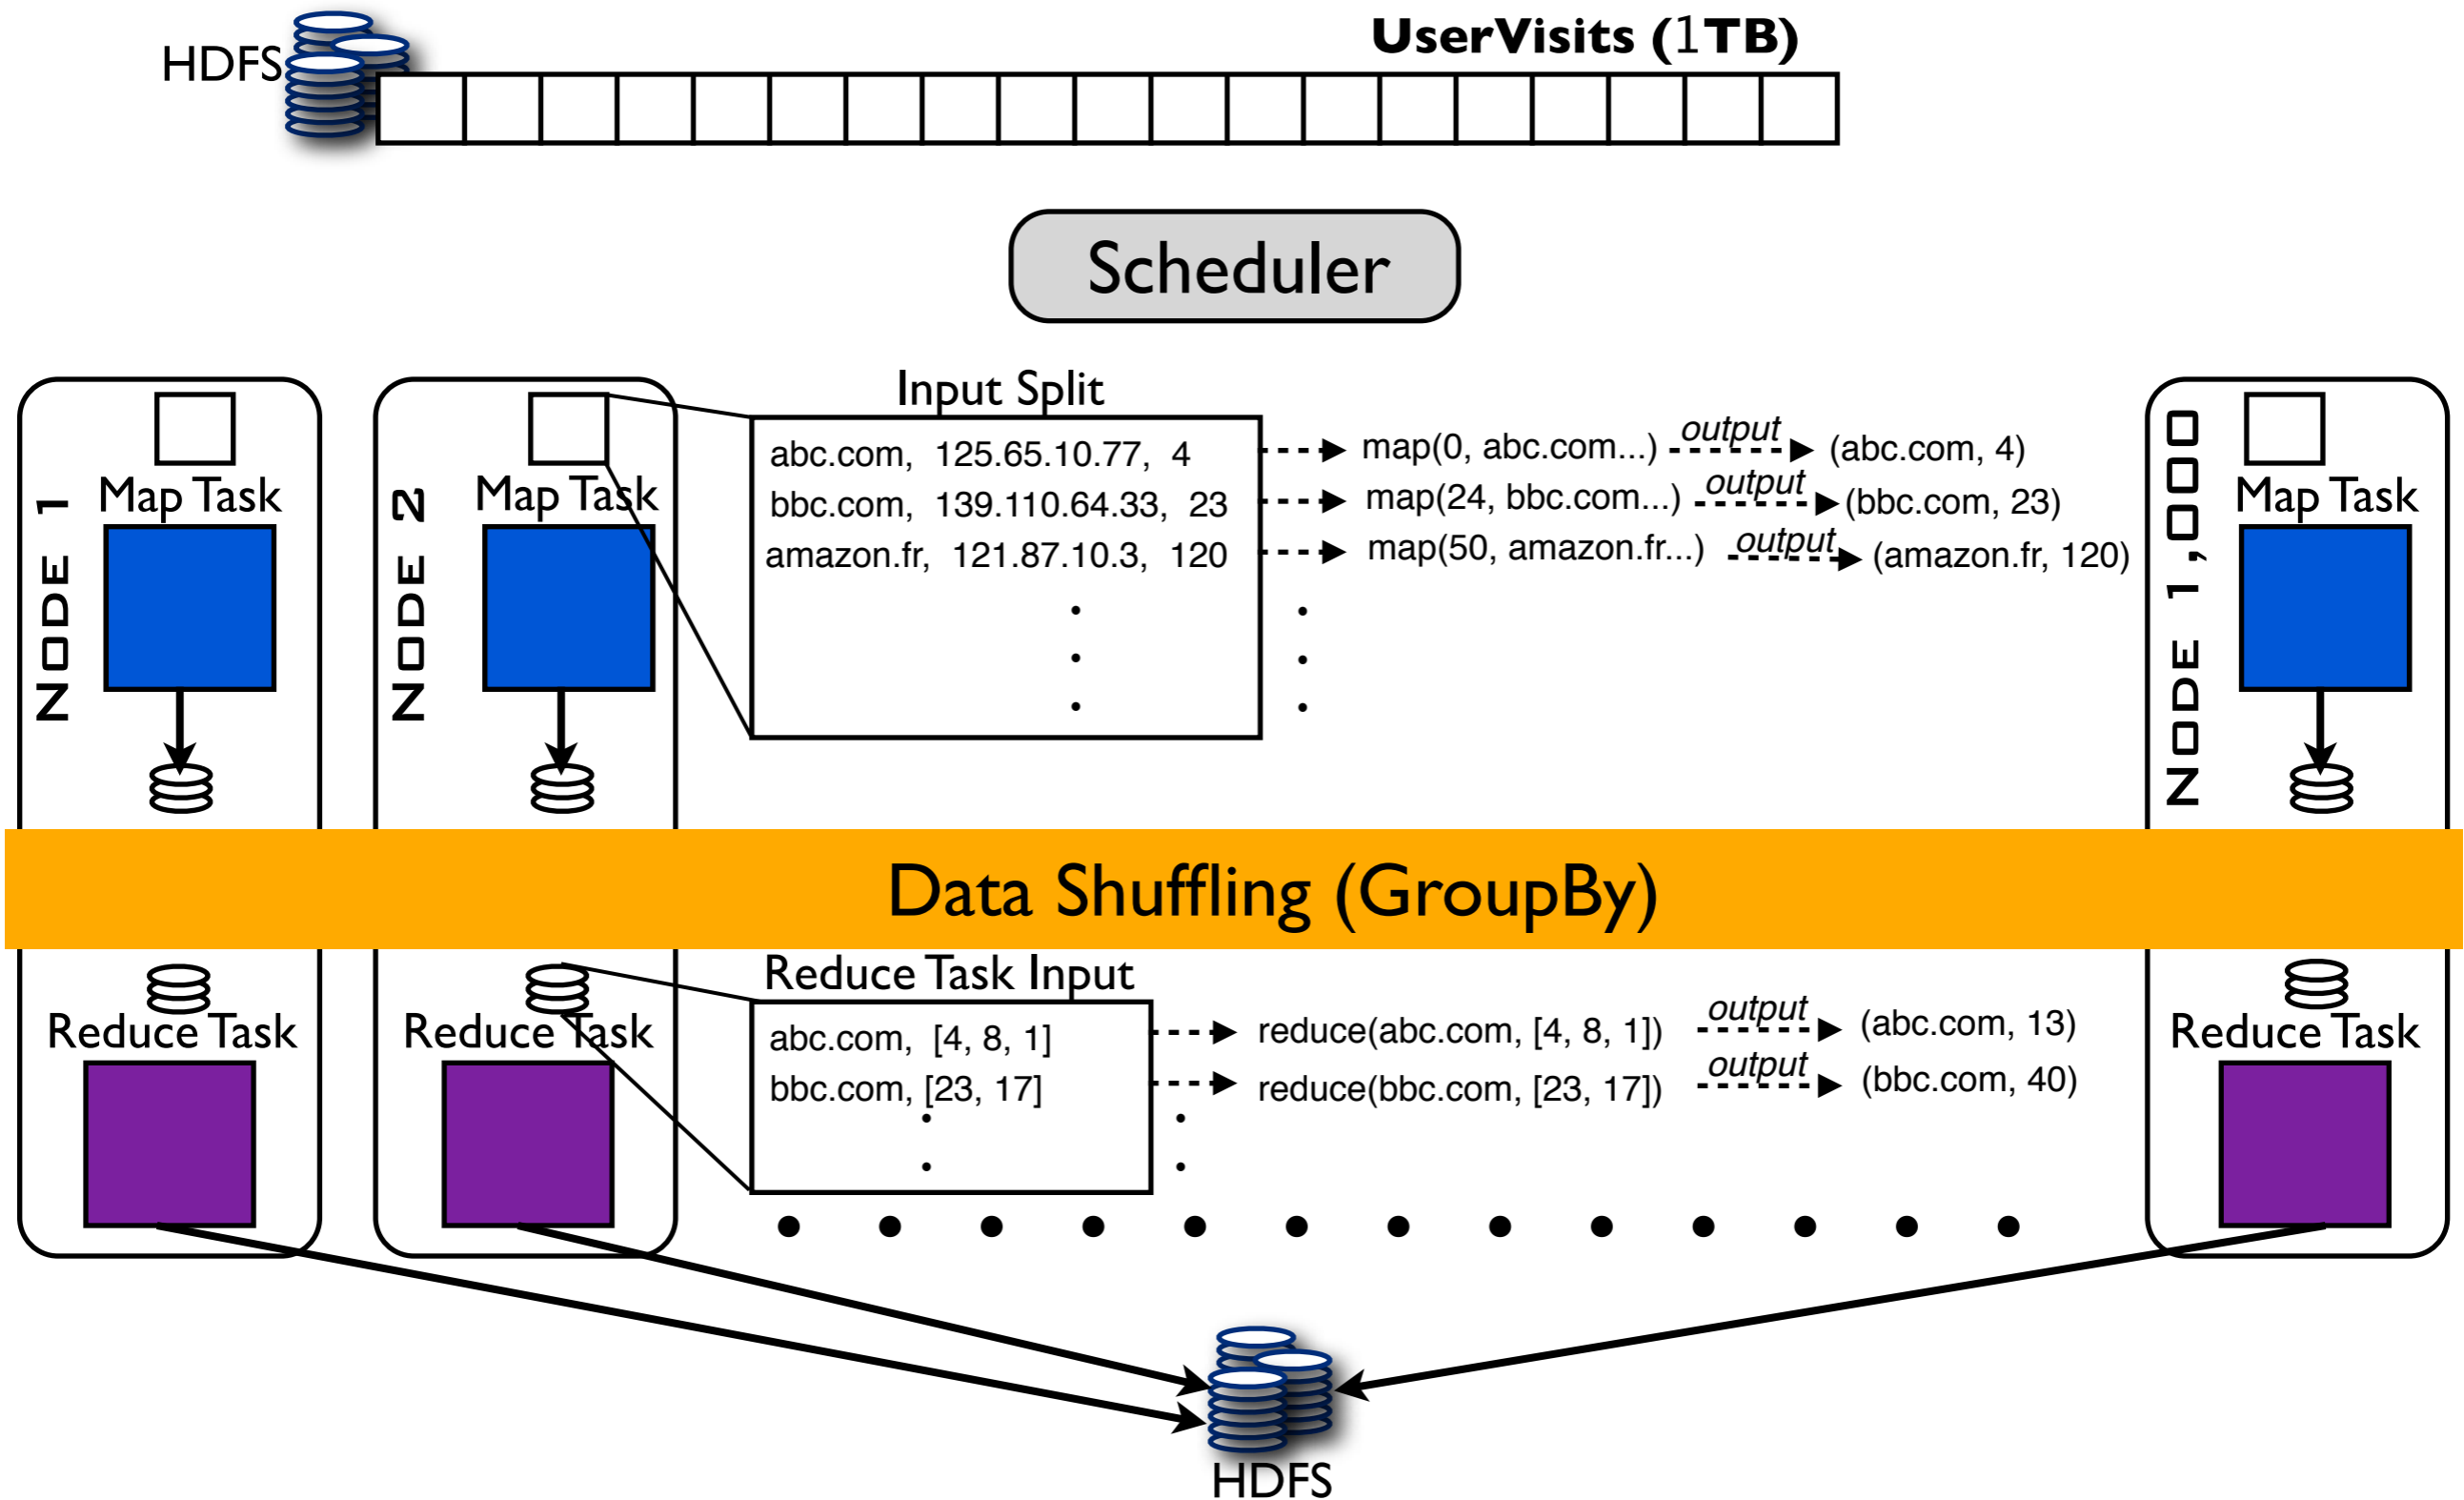 HDFS
UserVisits (1TB)
Scheduler
NODE 1
Map Task
NODE 2
Map Task
Input Split
abc.com, 125.65.10.77, 4
bbc.com, 139.110.64.33, 23
amazon.fr, 121.87.10.3, 120
map(0, abc.com...) output (abc.com, 4)
map(24, bbc.com...) output (bbc.com, 23)
map(50, amazon.fr...) output (amazon.fr, 120)
NODE 1,000
Map Task
Data Shuffling (GroupBy)
Reduce Task
Reduce Task
Reduce Task Input
abc.com, [4, 8, 1]
bbc.com, [23, 17]
reduce(abc.com, [4, 8, 1]) output (abc.com, 13)
reduce(bbc.com, [23, 17]) output (bbc.com, 40)
Reduce Task
HDFS